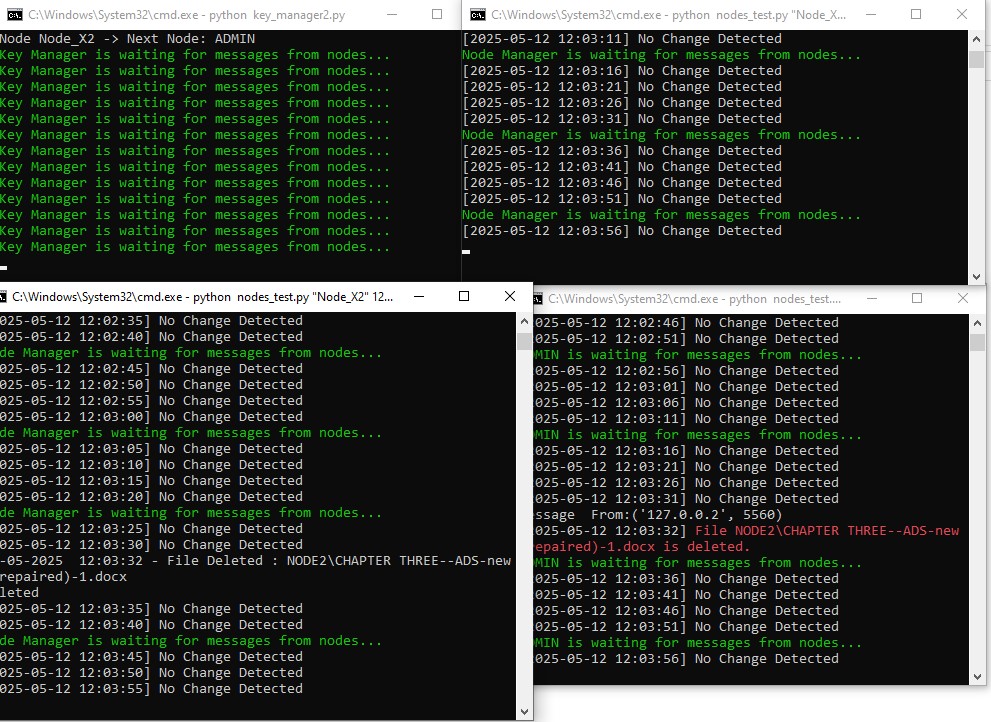 C:\Windows\System32\cmd.exe - python key_manager2.py
Node Node_X2 -> Next Node: ADMIN
Key Manager is waiting for messages from nodes...
Key Manager is waiting for messages from nodes...
Key Manager is waiting for messages from nodes...
Key Manager is waiting for messages from nodes...
Key Manager is waiting for messages from nodes...
Key Manager is waiting for messages from nodes...
Key Manager is waiting for messages from nodes...
Key Manager is waiting for messages from nodes...
Key Manager is waiting for messages from nodes...
Key Manager is waiting for messages from nodes...
Key Manager is waiting for messages from nodes...
Key Manager is waiting for messages from nodes...
Key Manager is waiting for messages from nodes...
C:\Windows\System32\cmd.exe - python nodes_test.py "Node_X...
[2025-05-12 12:03:11] No Change Detected
Node Manager is waiting for messages from nodes...
[2025-05-12 12:03:16] No Change Detected
[2025-05-12 12:03:21] No Change Detected
[2025-05-12 12:03:26] No Change Detected
[2025-05-12 12:03:31] No Change Detected
Node Manager is waiting for messages from nodes...
[2025-05-12 12:03:36] No Change Detected
[2025-05-12 12:03:41] No Change Detected
[2025-05-12 12:03:46] No Change Detected
[2025-05-12 12:03:51] No Change Detected
Node Manager is waiting for messages from nodes...
[2025-05-12 12:03:56] No Change Detected
C:\Windows\System32\cmd.exe - python nodes_test.py "Node_X2" 12...
025-05-12 12:02:35] No Change Detected
025-05-12 12:02:40] No Change Detected
de Manager is waiting for messages from nodes...
025-05-12 12:02:45] No Change Detected
025-05-12 12:02:50] No Change Detected
025-05-12 12:02:55] No Change Detected
025-05-12 12:03:00] No Change Detected
de Manager is waiting for messages from nodes...
025-05-12 12:03:05] No Change Detected
025-05-12 12:03:10] No Change Detected
025-05-12 12:03:15] No Change Detected
025-05-12 12:03:20] No Change Detected
de Manager is waiting for messages from nodes...
025-05-12 12:03:25] No Change Detected
025-05-12 12:03:30] No Change Detected
-05-2025 12:03:32 - File Deleted : NODE2\CHAPTER THREE--ADS-new
repaired)-1.docx
leted
025-05-12 12:03:35] No Change Detected
025-05-12 12:03:40] No Change Detected
de Manager is waiting for messages from nodes...
025-05-12 12:03:45] No Change Detected
025-05-12 12:03:50] No Change Detected
025-05-12 12:03:55] No Change Detected
C:\Windows\System32\cmd.exe - python nodes_test....
025-05-12 12:02:46] No Change Detected
025-05-12 12:02:51] No Change Detected
MIN is waiting for messages from nodes...
025-05-12 12:02:56] No Change Detected
025-05-12 12:03:01] No Change Detected
025-05-12 12:03:06] No Change Detected
025-05-12 12:03:11] No Change Detected
MIN is waiting for messages from nodes...
025-05-12 12:03:16] No Change Detected
025-05-12 12:03:21] No Change Detected
025-05-12 12:03:26] No Change Detected
025-05-12 12:03:31] No Change Detected
ssage From:('127.0.0.2', 5560)
025-05-12 12:03:32] File NODE2\CHAPTER THREE--ADS-new
epaired)-1.docx is deleted.
MIN is waiting for messages from nodes...
025-05-12 12:03:36] No Change Detected
025-05-12 12:03:41] No Change Detected
025-05-12 12:03:46] No Change Detected
025-05-12 12:03:51] No Change Detected
MIN is waiting for messages from nodes...
025-05-12 12:03:56] No Change Detected